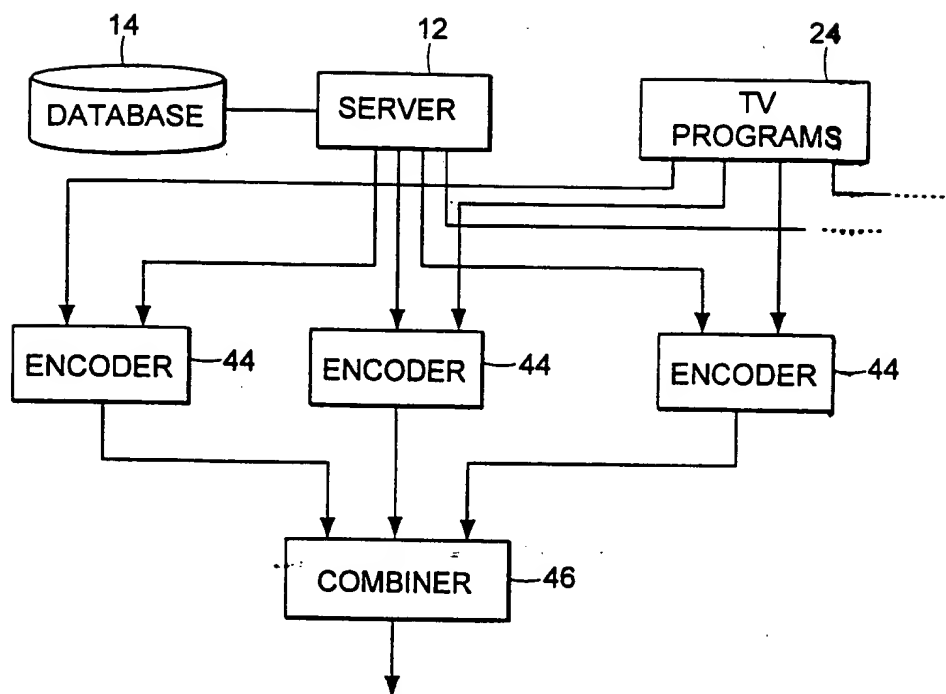 14
12
24
DATABASE
SERVER
TV
PROGRAMS
ENCODER
44
ENCODER
44
ENCODER
44
COMBINER
46